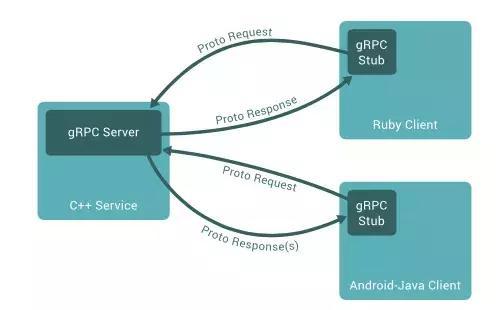 Proto Request
gRPC
Stub
Proto Response
Ruby Client
gRPC Server
C++ Service
Proto Request
gRPC
Stub
Proto Response(s)
Android-Java Client